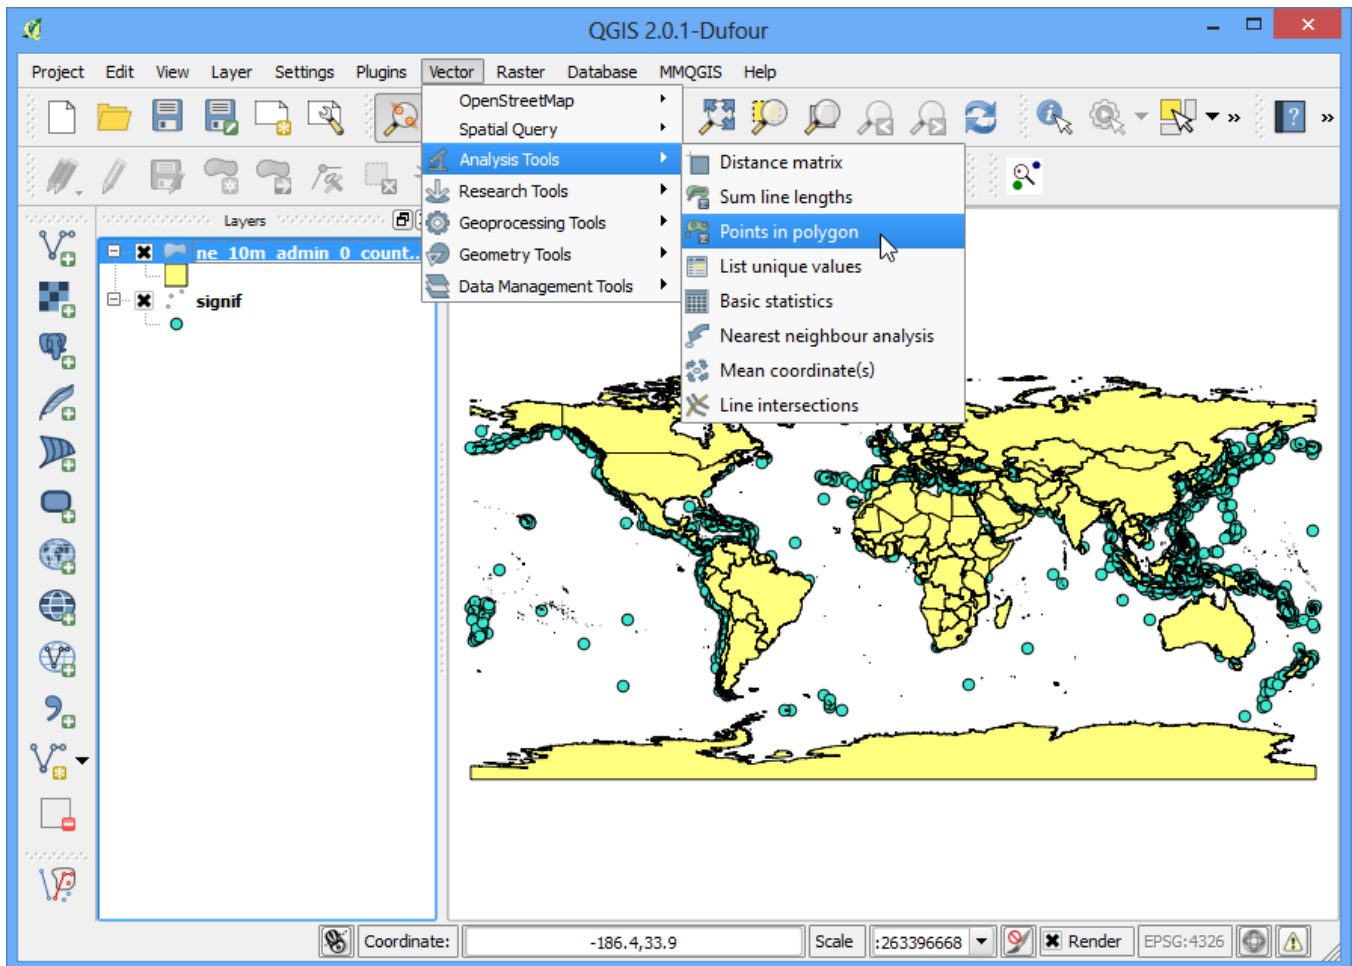 QGIS 2.0.1-Dufour
Project Edit View Layer Settings Plugins Vector Raster Database MMQGIS Help
OpenStreetMap
Spatial Query
Analysis Tools
Research Tools
Geoprocessing Tools
Geometry Tools
Data Management Tools
Distance matrix
Sum line lengths
Points in polygon
List unique values
Basic statistics
Nearest neighbour analysis
Mean coordinate(s)
Line intersections
Layers
ne_10m_admin_0_count...
signif
Coordinate: -186.4,33.9 Scale :263396668 Render EPSG:4326